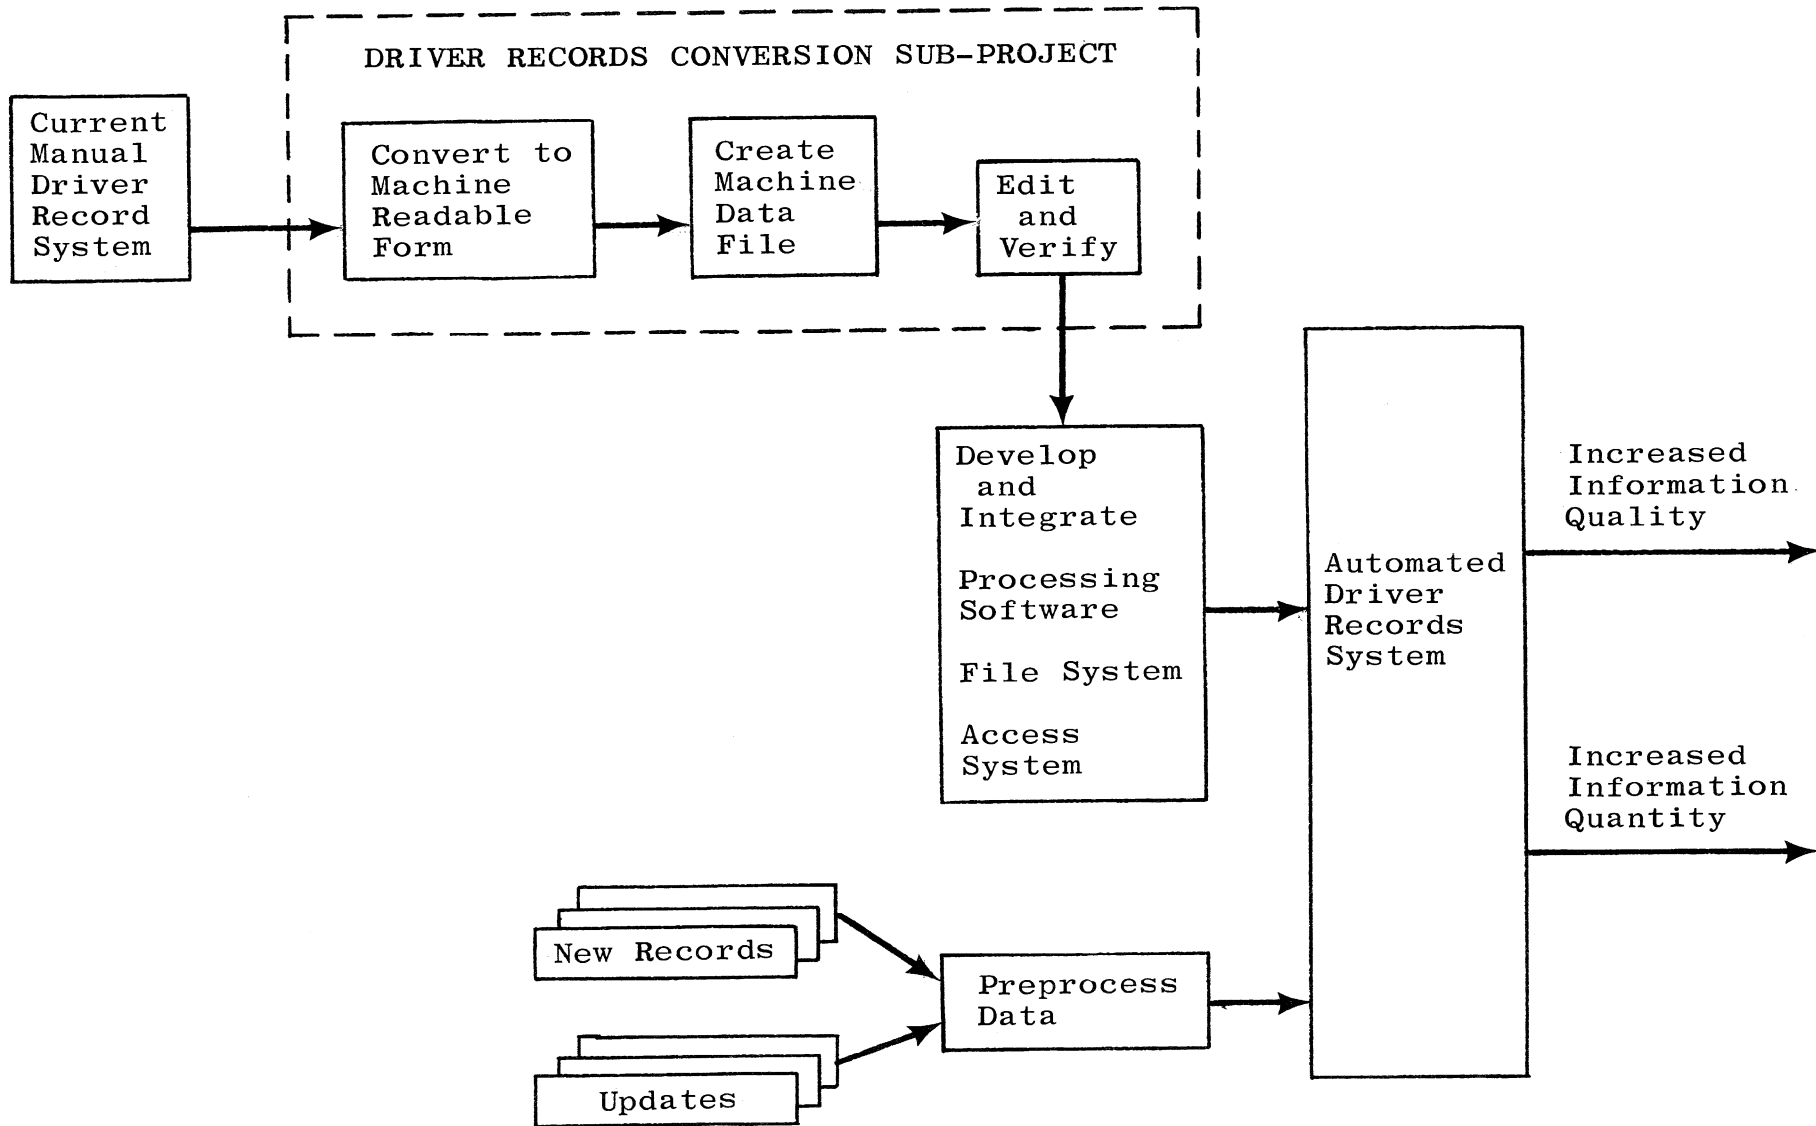 DRIVER RECORDS CONVERSION SUB-PROJECT
Current
Manual
Driver
Record
System
Convert to
Machine
Readable
Form
Create
Machine
Data
File
Edit
and
Verify
Develop
and
Integrate
Processing
Software
File System
Access
System
Automated
Driver
Records
System
Increased
Information
Quality
Increased
Information
Quantity
New Records
Updates
Preprocess
Data